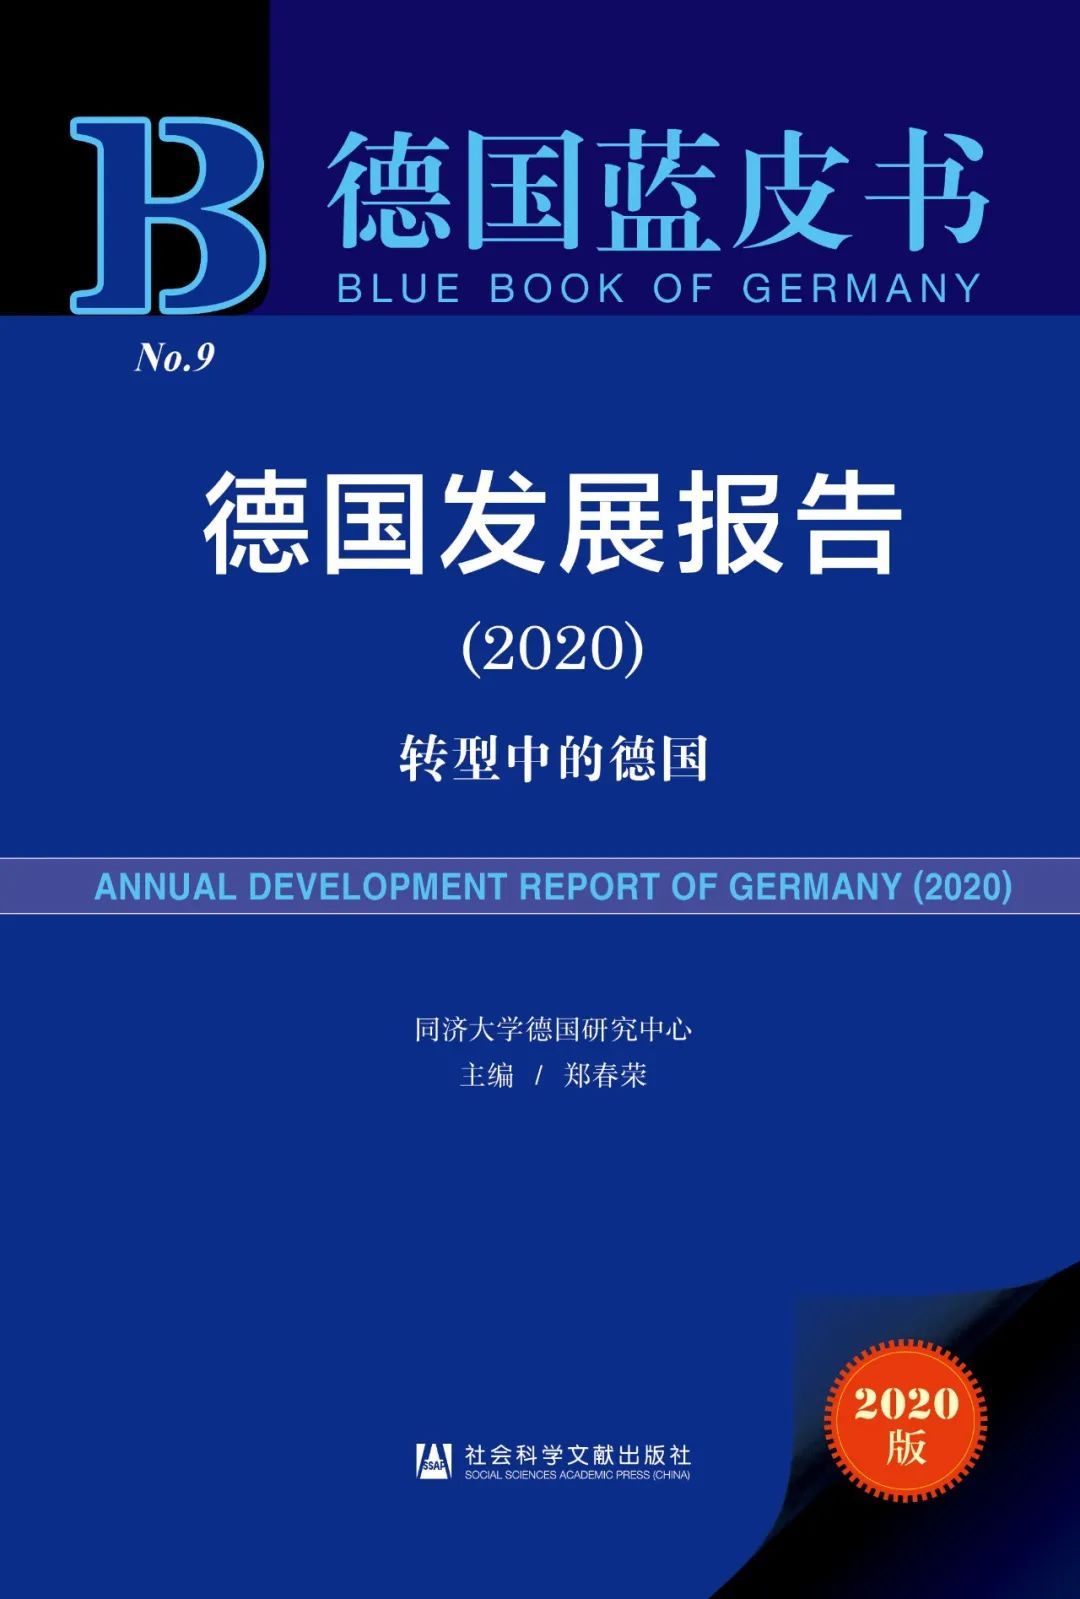 B
德国蓝皮书
BLUE BOOK OF GERMANY
No.9
德国发展报告
(2020)
转型中的德国
ANNUAL DEVELOPMENT REPORT OF GERMANY (2020)
同济大学德国研究中心
主编 / 郑春荣
2020
版
SSAP
社会科学文献出版社
SOCIAL SCIENCES ACADEMIC PRESS (CHINA)